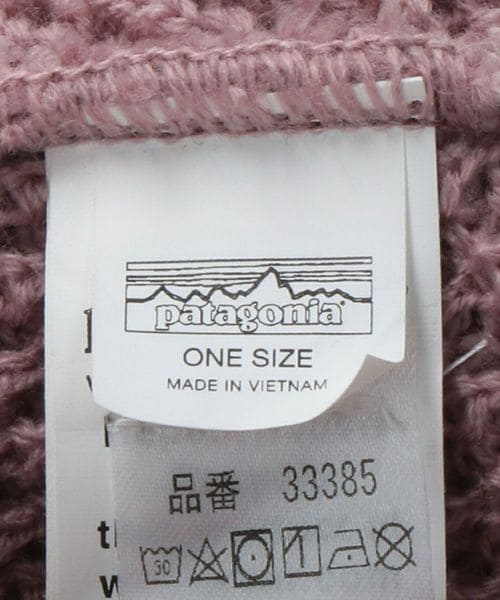 patagonia
ONE SIZE
MADE IN VIETNAM
品番 33385
30